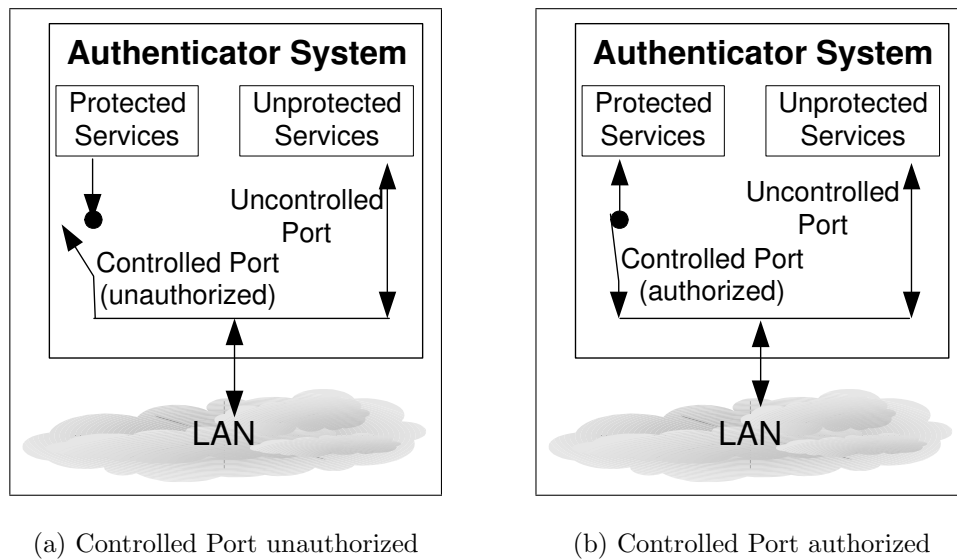 Authenticator System
Protected
Services
Unprotected
Services
Uncontrolled
Port
Controlled Port
(unauthorized)
LAN
(a) Controlled Port unauthorized
Authenticator System
Protected
Services
Unprotected
Services
Uncontrolled
Port
Controlled Port
(authorized)
LAN
(b) Controlled Port authorized